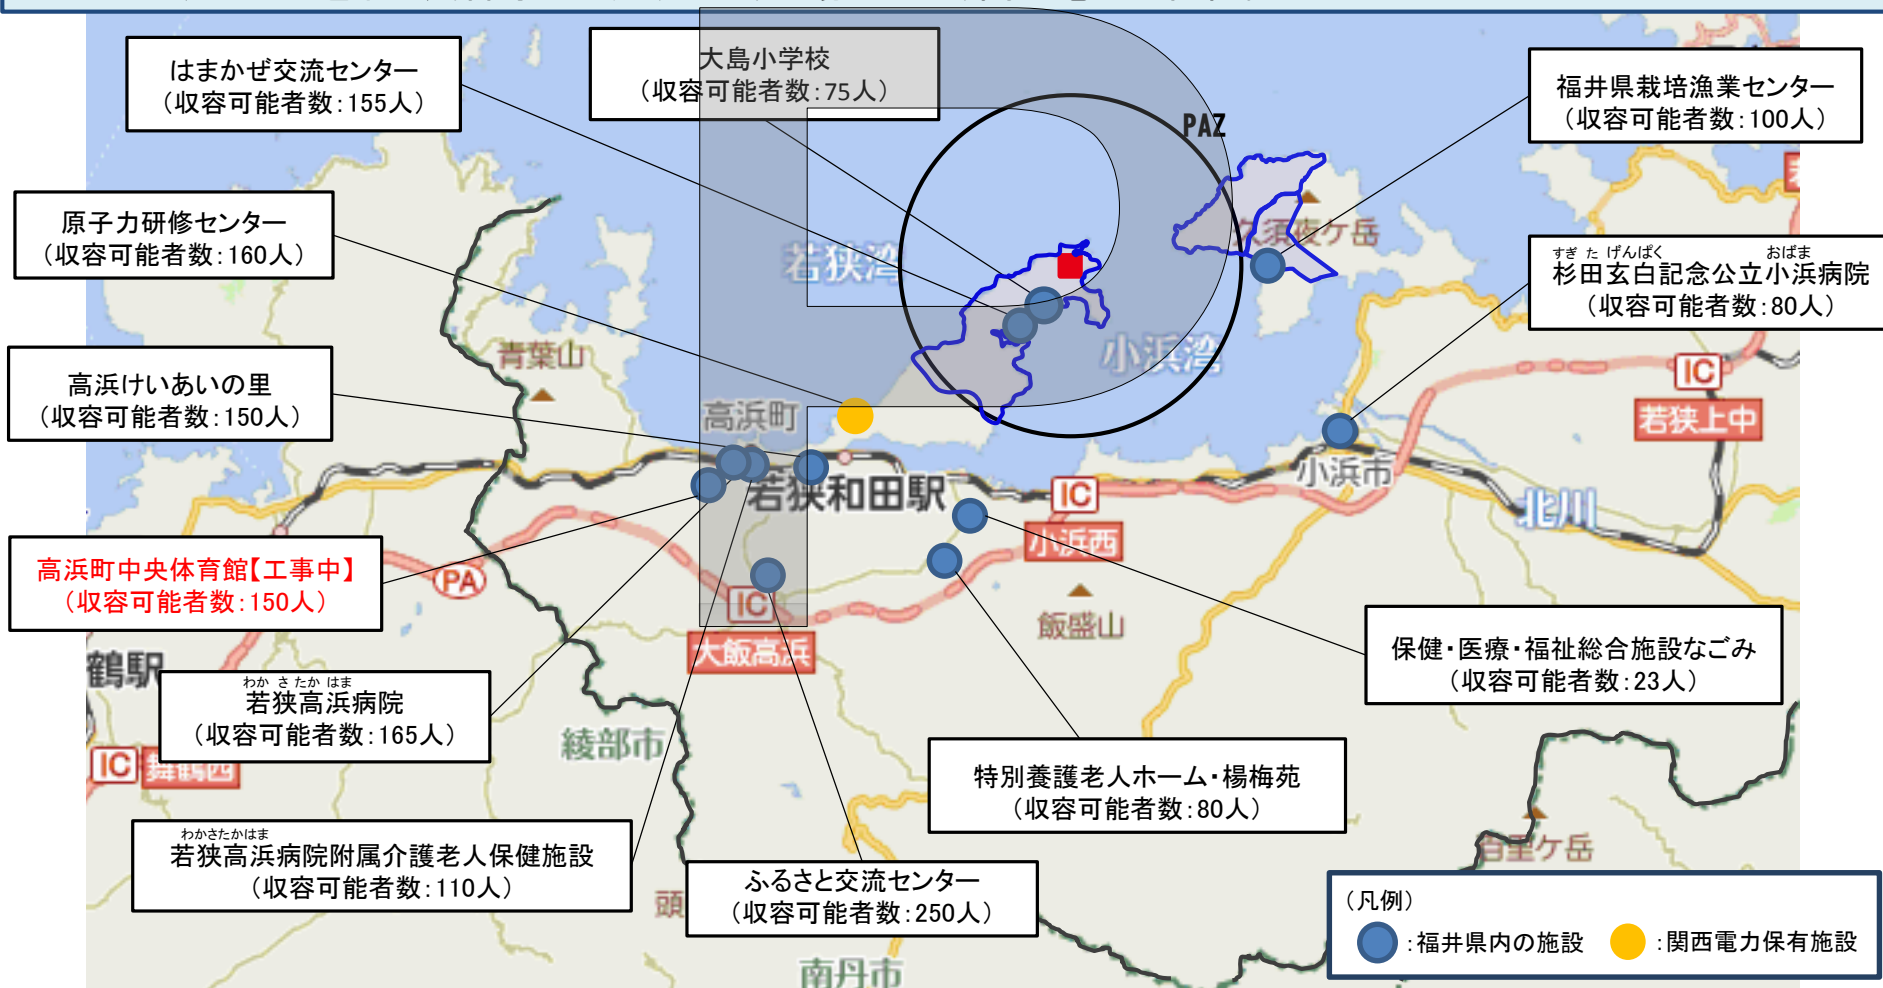 はまかぜ交流センター
（収容可能者数：155人）
大島小学校
（収容可能者数：75人）
福井県栽培漁業センター
（収容可能者数：100人）
PAZ
原子力研修センター
（収容可能者数：160人）
若狭湾
久須夜ケ岳
すぎ た げんぱく おばま
杉田玄白記念公立小浜病院
（収容可能者数：80人）
青葉山
小浜湾
高浜けいあいの里
（収容可能者数：150人）
高浜町
IC
若狭上中
小浜市
若狭和田駅
IC
北川
小浜西
高浜町中央体育館【工事中】
（収容可能者数：150人）
PA
IC
大飯高浜
飯盛山
保健・医療・福祉総合施設なごみ
（収容可能者数：23人）
鶴駅
わか さ たか はま
若狭高浜病院
（収容可能者数：165人）
綾部市
IC
舞鶴西
特別養護老人ホーム・楊梅苑
（収容可能者数：80人）
わかさたかはま
若狭高浜病院附属介護老人保健施設
（収容可能者数：110人）
百里ケ岳
頭
ふるさと交流センター
（収容可能者数：250人）
南丹市
（凡例）
：福井県内の施設
：関西電力保有施設